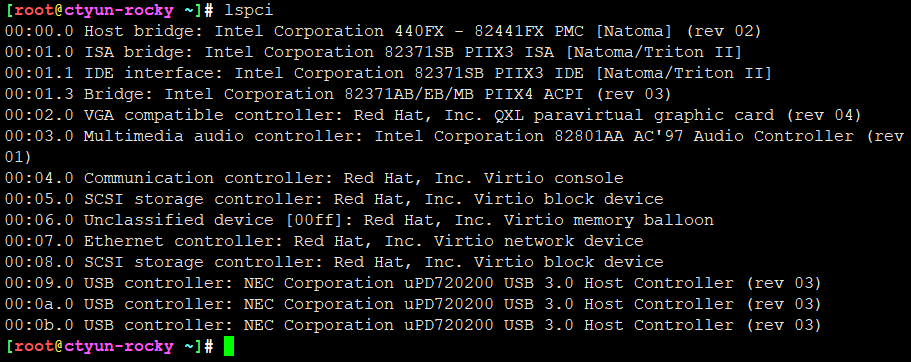 [root@ctyun-rocky ~]# lspci
00:00.0 Host bridge: Intel Corporation 440FX - 82441FX PMC [Natoma] (rev 02)
00:01.0 ISA bridge: Intel Corporation 82371SB PIIX3 ISA [Natoma/Triton II]
00:01.1 IDE interface: Intel Corporation 82371SB PIIX3 IDE [Natoma/Triton II]
00:01.3 Bridge: Intel Corporation 82371AB/EB/MB PIIX4 ACPI (rev 03)
00:02.0 VGA compatible controller: Red Hat, Inc. QXL paravirtual graphic card (rev 04)
00:03.0 Multimedia audio controller: Intel Corporation 82801AA AC'97 Audio Controller (rev
01)
00:04.0 Communication controller: Red Hat, Inc. Virtio console
00:05.0 SCSI storage controller: Red Hat, Inc. Virtio block device
00:06.0 Unclassified device [00ff]: Red Hat, Inc. Virtio memory balloon
00:07.0 Ethernet controller: Red Hat, Inc. Virtio network device
00:08.0 SCSI storage controller: Red Hat, Inc. Virtio block device
00:09.0 USB controller: NEC Corporation uPD720200 USB 3.0 Host Controller (rev 03)
00:0a.0 USB controller: NEC Corporation uPD720200 USB 3.0 Host Controller (rev 03)
00:0b.0 USB controller: NEC Corporation uPD720200 USB 3.0 Host Controller (rev 03)
[root@ctyun-rocky ~]#